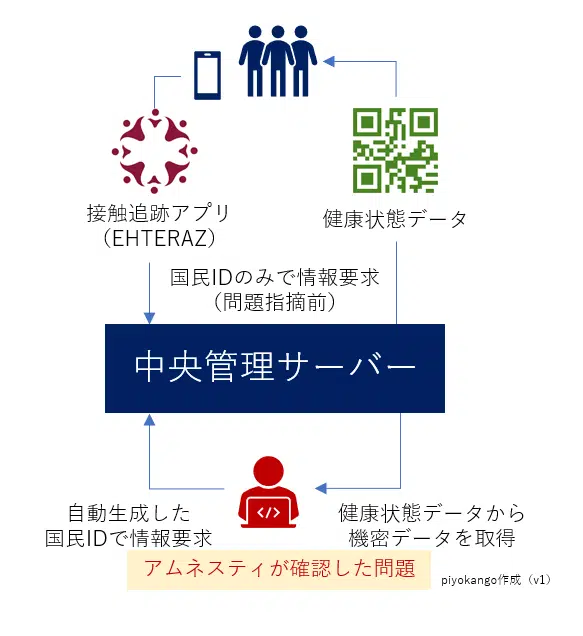 接触追跡アプリ
（EHTERAZ）
健康状態データ
国民IDのみで情報要求
（問題指摘前）
中央管理サーバー
</>
自動生成した
国民IDで情報要求
健康状態データから
機密データを取得
アムネスティが確認した問題
piyokango作成（v1）